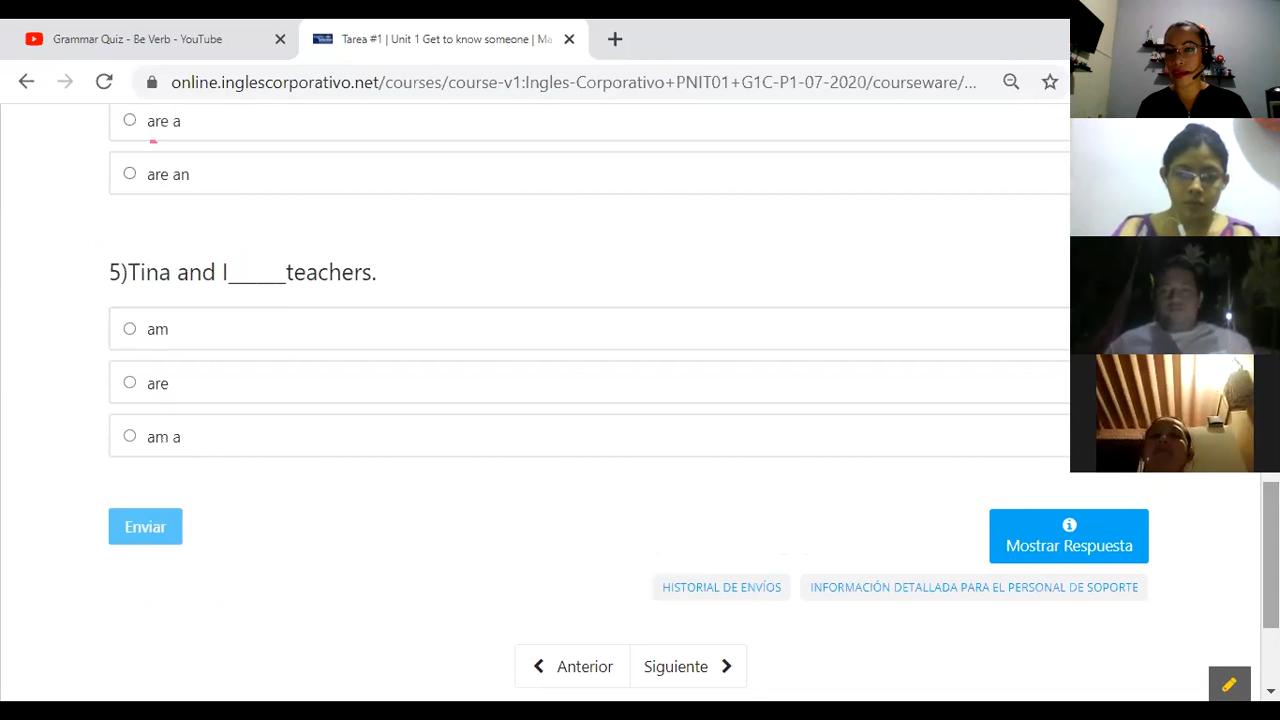 Grammar Quiz - Be Verb - YouTube
Tarea #1 | Unit 1 Get to know someone | Ma
online.inglescorporativo.net/courses/course-v1:Ingles-Corporativo+PNIT01+G1C-P1-07-2020/courseware/...
are a
are an
5)Tina and I_____teachers.
am
are
am a
Enviar
Mostrar Respuesta
HISTORIAL DE ENVÍOS
INFORMACIÓN DETALLADA PARA EL PERSONAL DE SOPORTE
Anterior
Siguiente